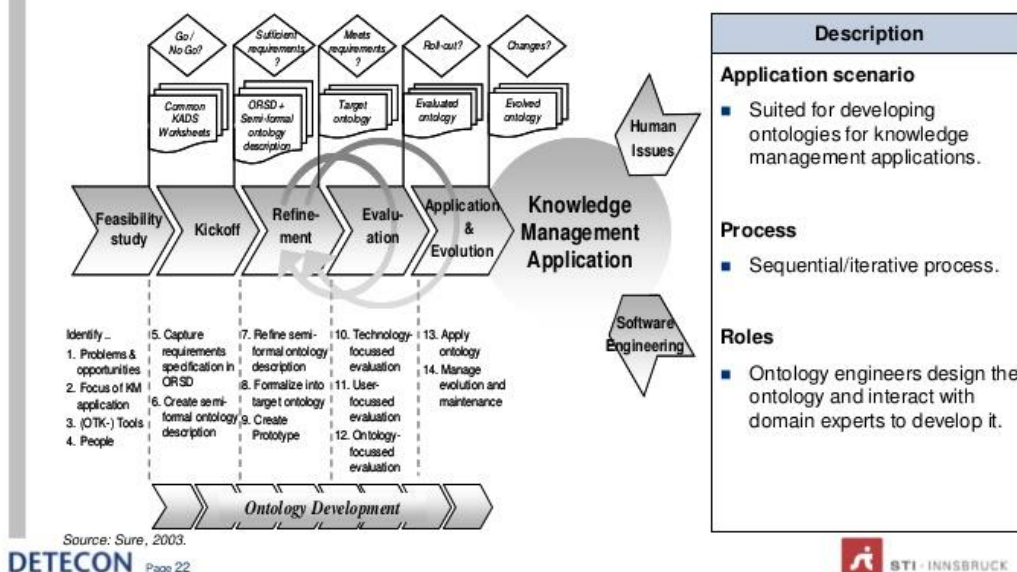 Go /
No Go?
Sufficient
requirements
?
Meets
requirements
?
Roll-out?
Changes?
Common
KADS
Worksheets
ORSD +
Semi-formal
ontology
description
Target
ontology
Evaluated
ontology
Evolved
ontology
Human
Issues
Feasibility
study
Kickoff
Refine-
ment
Evalu-
ation
Application
&
Evolution
Knowledge
Management
Application
Software
Engineering
Identify ...
1. Problems &
opportunities
2. Focus of KM
application
3. (OTK-) Tools
4. People
5. Capture
requirements
specification in
ORSD
6. Create semi-
formal ontology
description
7. Refine semi-
formal ontology
description
8. Formalize into
target ontology
9. Create
Prototype
10. Technology-
focussed
evaluation
11. User-
focussed
evaluation
12. Ontology-
focussed
evaluation
13. Apply
ontology
14. Manage
evolution and
maintenance
Ontology Development
Description
Application scenario
■ Suited for developing
ontologies for knowledge
management applications.
Process
■ Sequential/iterative process.
Roles
■ Ontology engineers design the
ontology and interact with
domain experts to develop it.
Source: Sure, 2003.
DETECON Page 22
STI · INNSBRUCK